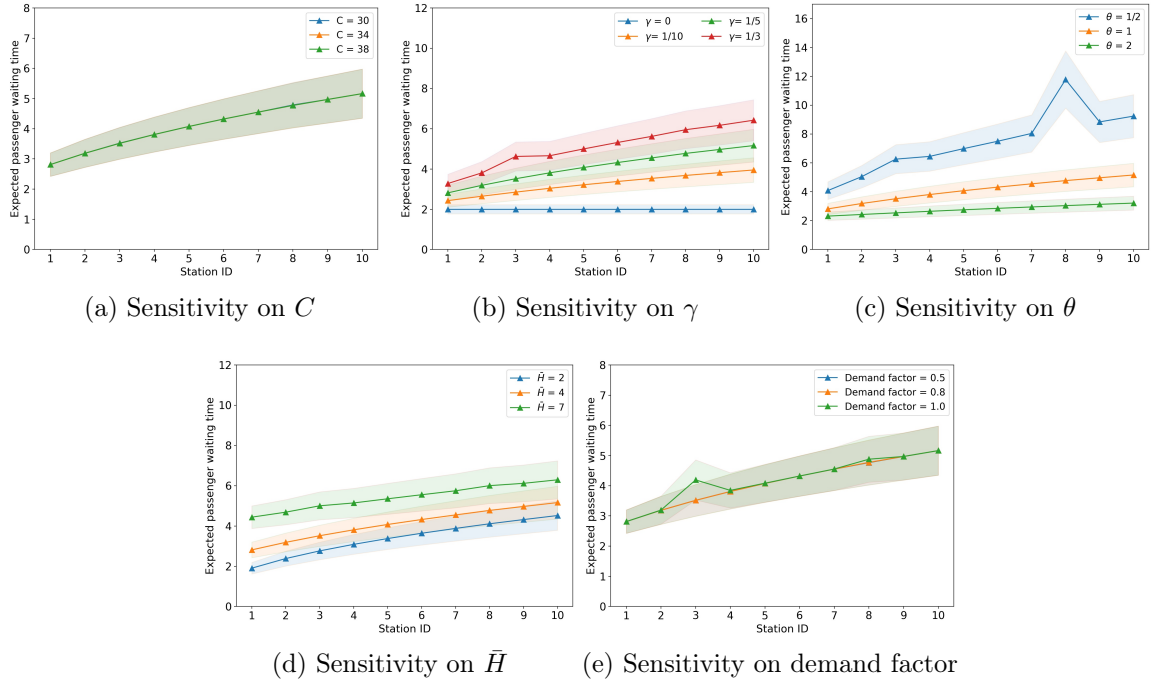 Expected passenger waiting time
8
7
6
5
4
3
2
1
0
C = 30
C = 34
C = 38
1 2 3 4 5 6 7 8 9 10
Station ID
(a) Sensitivity on C
Expected passenger waiting time
12
10
8
6
4
2
0
γ = 0 γ= 1/5
γ= 1/10 γ= 1/3
1 2 3 4 5 6 7 8 9 10
Station ID
(b) Sensitivity on γ
Expected passenger waiting time
16
14
12
10
8
6
4
2
0
θ = 1/2
θ = 1
θ = 2
1 2 3 4 5 6 7 8 9 10
Station ID
(c) Sensitivity on θ
Expected passenger waiting time
12
10
8
6
4
2
0
H̄ = 2
H̄ = 4
H̄ = 7
1 2 3 4 5 6 7 8 9 10
Station ID
(d) Sensitivity on H̄
Expected passenger waiting time
8
7
6
5
4
3
2
1
0
Demand factor = 0.5
Demand factor = 0.8
Demand factor = 1.0
1 2 3 4 5 6 7 8 9 10
Station ID
(e) Sensitivity on demand factor